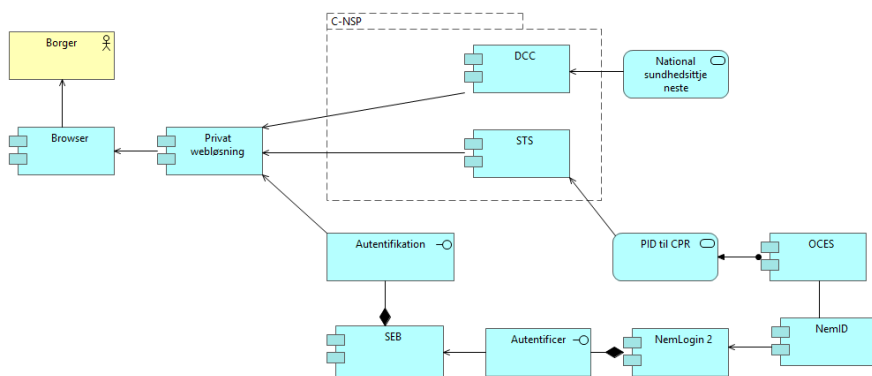 C-NSP
Borger
DCC
National
sundhedsittje
neste
Browser
Privat
webløsning
STS
Autentifikation
PID til CPR
OCES
SEB
Autentificer
NemLogin 2
NemID